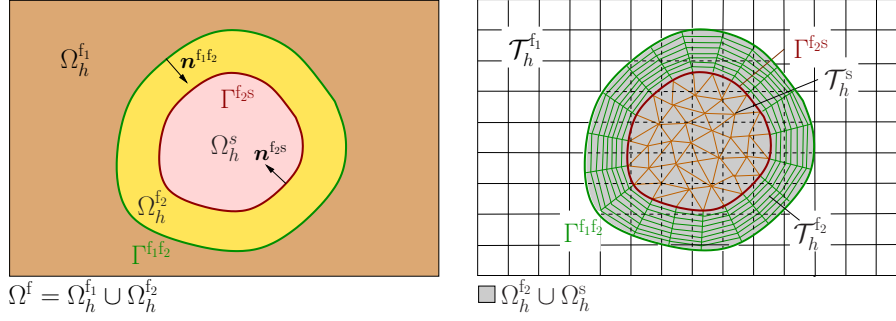 Ω_h^{f_1}
n^{f_1f_2}
Γ^{f_2s}
Ω_h^s
n^{f_2s}
Ω_h^{f_2}
Γ^{f_1f_2}
Ω^f = Ω_h^{f_1} ∪ Ω_h^{f_2}
𝒯_h^{f_1}
Γ^{f_2s}
𝒯_h^s
Γ^{f_1f_2}
𝒯_h^{f_2}
Ω_h^{f_2} ∪ Ω_h^s